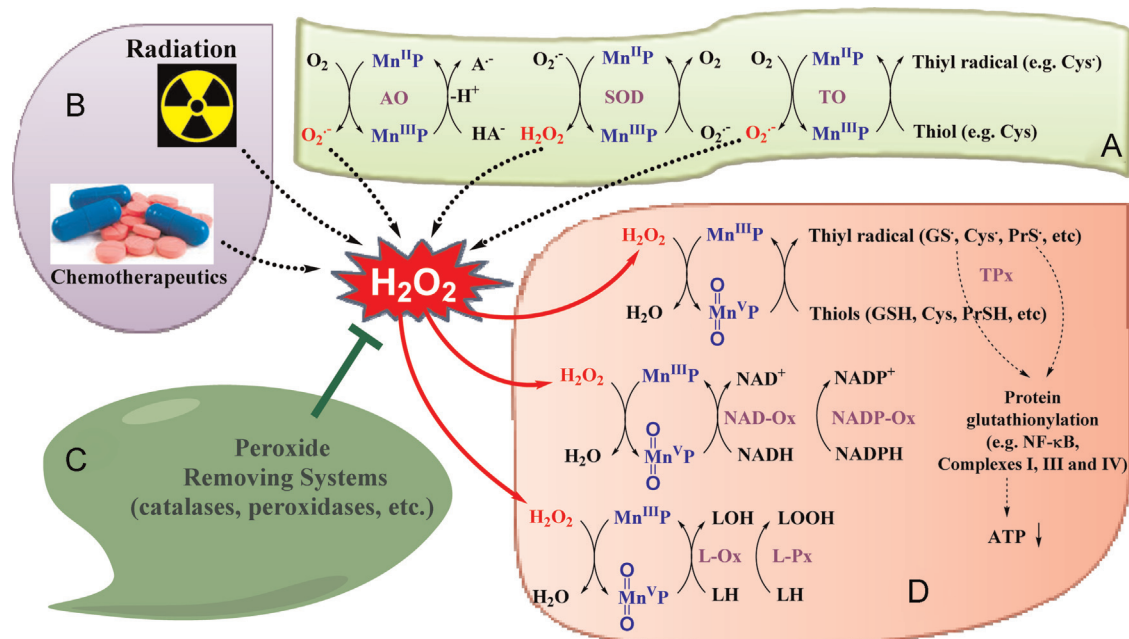 B
Radiation
Chemotherapeutics
O₂ MnᴵᴵP A·⁻
AO -H⁺
O₂·⁻ MnᴵᴵᴵP HA⁻
O₂·⁻ MnᴵᴵP O₂
SOD
H₂O₂ MnᴵᴵᴵP O₂·⁻
O₂ MnᴵᴵP Thiyl radical (e.g. Cys·)
TO
O₂·⁻ MnᴵᴵᴵP Thiol (e.g. Cys)
A
H₂O₂
C
Peroxide
Removing Systems
(catalases, peroxidases, etc.)
H₂O₂ MnᴵᴵᴵP Thiyl radical (GS·, Cys·, PrS·, etc)
TPx
O
H₂O MnⱽP Thiols (GSH, Cys, PrSH, etc)
O
H₂O₂ MnᴵᴵᴵP NAD⁺ NADP⁺
NAD-Ox NADP-Ox
O
H₂O MnⱽP NADH NADPH
O
Protein
glutathionylation
(e.g. NF-κB,
Complexes I, III and IV)
ATP ↓
H₂O₂ MnᴵᴵᴵP LOH LOOH
L-Ox L-Px
O
H₂O MnⱽP LH LH
O
D